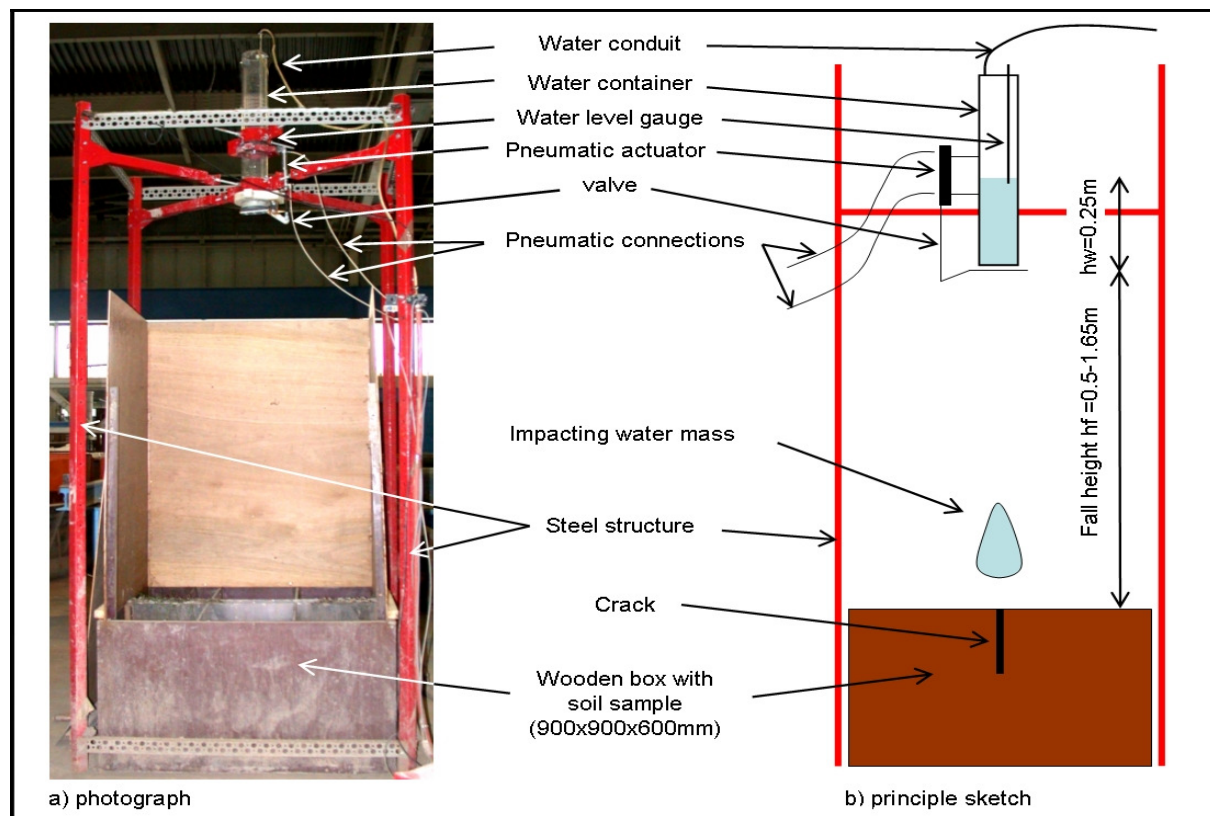 Water conduit
Water container
Water level gauge
Pneumatic actuator
valve
Pneumatic connections
hw=0.25m
Fall height hf =0.5-1.65m
Impacting water mass
Steel structure
Crack
Wooden box with
soil sample
(900x900x600mm)
a) photograph
b) principle sketch